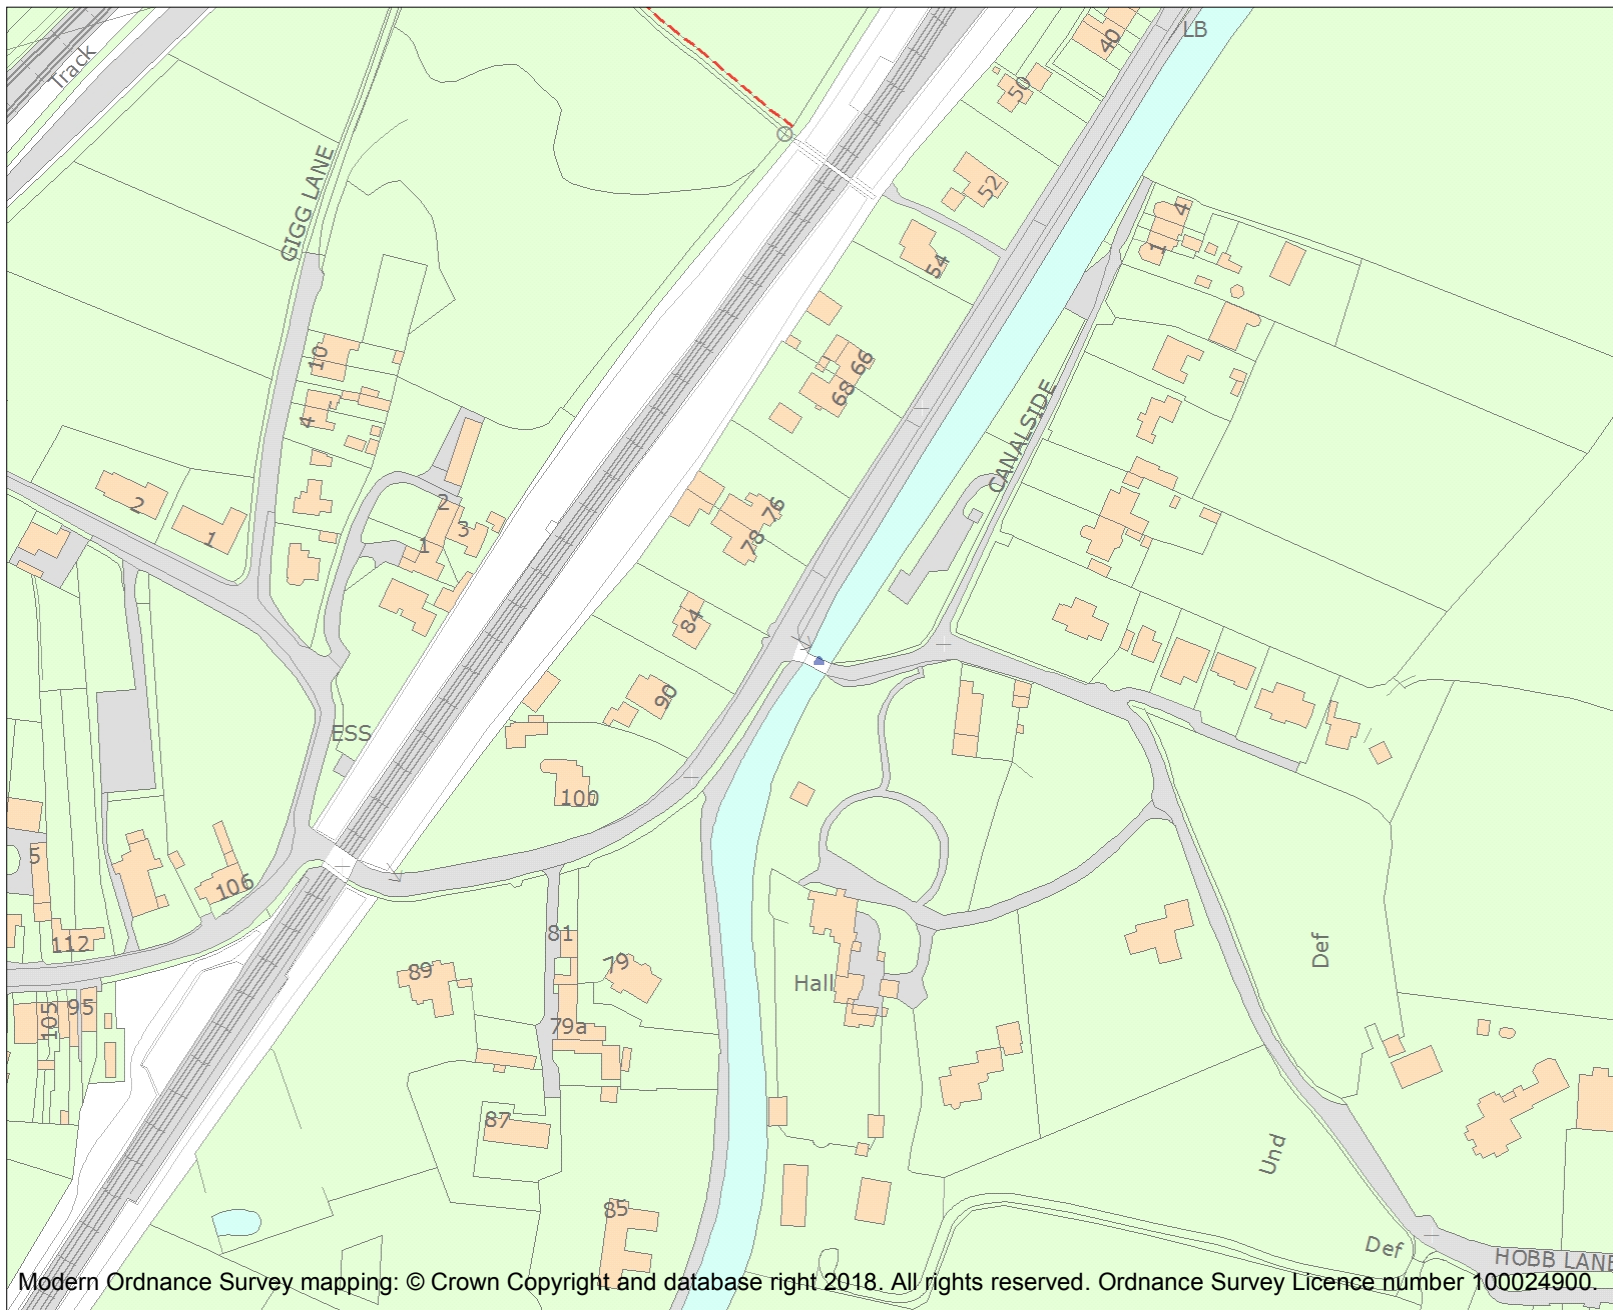 LB
40
Track
50
GIGG LANE
52
4
1
54
10
66
68
4
CANALSIDE
2
1
2
3
1
76
78
84
90
ESS
100
5
106
81
112
89
79
Def
Hall
105
95
79a
87
Und
85
Def
HOBB LANE
Modern Ordnance Survey mapping: © Crown Copyright and database right 2018. All rights reserved. Ordnance Survey Licence number 100024900.